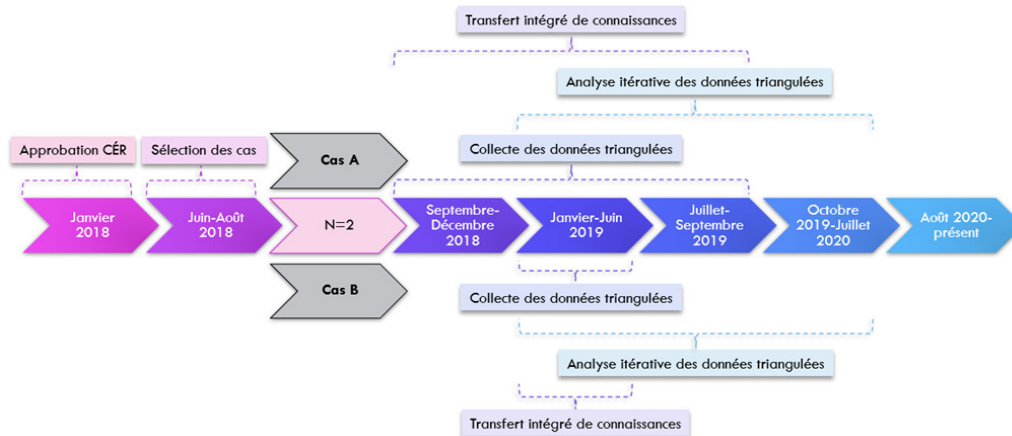 Transfert intégré de connaissances
Analyse itérative des données triangulées
Approbation CÉR
Sélection des cas
Cas A
Collecte des données triangulées
Janvier
2018
Juin-Août
2018
N=2
Septembre-
Décembre
2018
Janvier-Juin
2019
Juillet-
Septembre
2019
Octobre
2019-Juillet
2020
Août 2020-
présent
Cas B
Collecte des données triangulées
Analyse itérative des données triangulées
Transfert intégré de connaissances